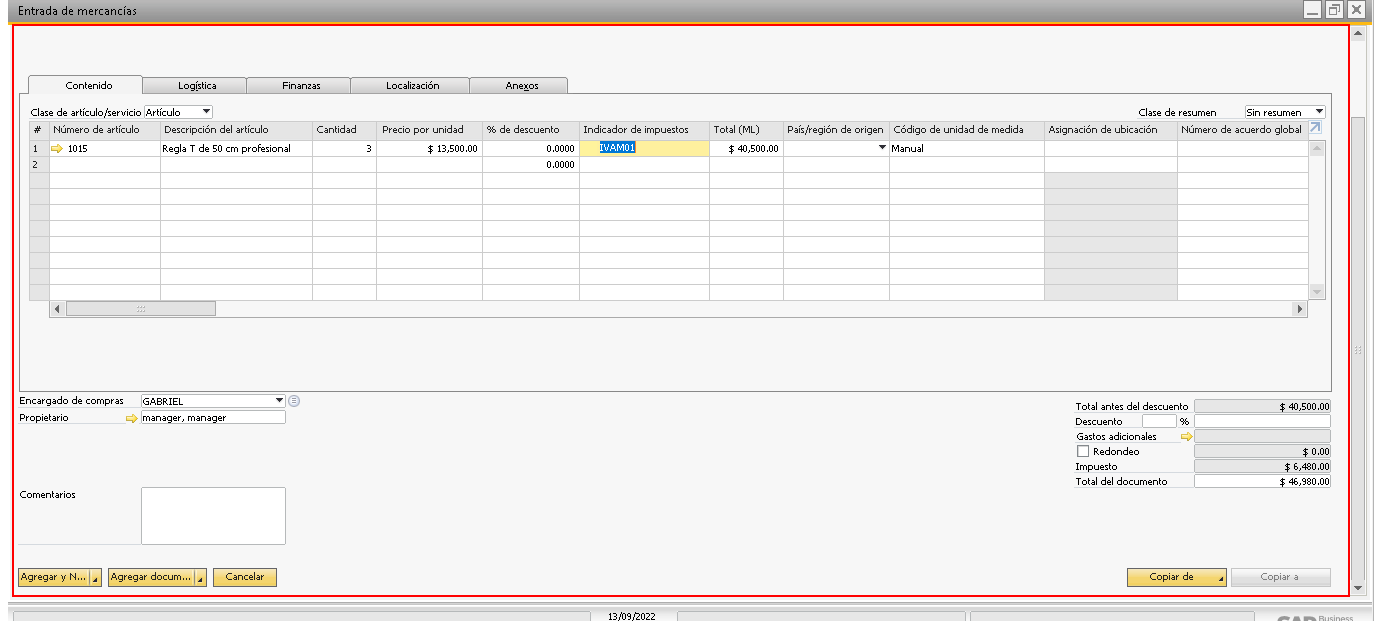 Entrada de mercancías
Contenido Logística Finanzas Localización Anexos
Clase de artículo/servicio Artículo Clase de resumen Sin resumen
# Número de artículo Descripción del artículo Cantidad Precio por unidad % de descuento Indicador de impuestos Total (ML) País/región de origen Código de unidad de medida Asignación de ubicación Número de acuerdo global
1 1015 Regla T de 50 cm profesional 3 $ 13,500.00 0.0000 IVAM01 $ 40,500.00 Manual
2 0.0000
Encargado de compras GABRIEL
Propietario manager, manager
Total antes del descuento $ 40,500.00
Descuento %
Gastos adicionales
Redondeo $ 0.00
Impuesto $ 6,480.00
Total del documento $ 46,980.00
Comentarios
Agregar y N... Agregar docum... Cancelar Copiar de Copiar a
13/09/2022
SAP Business